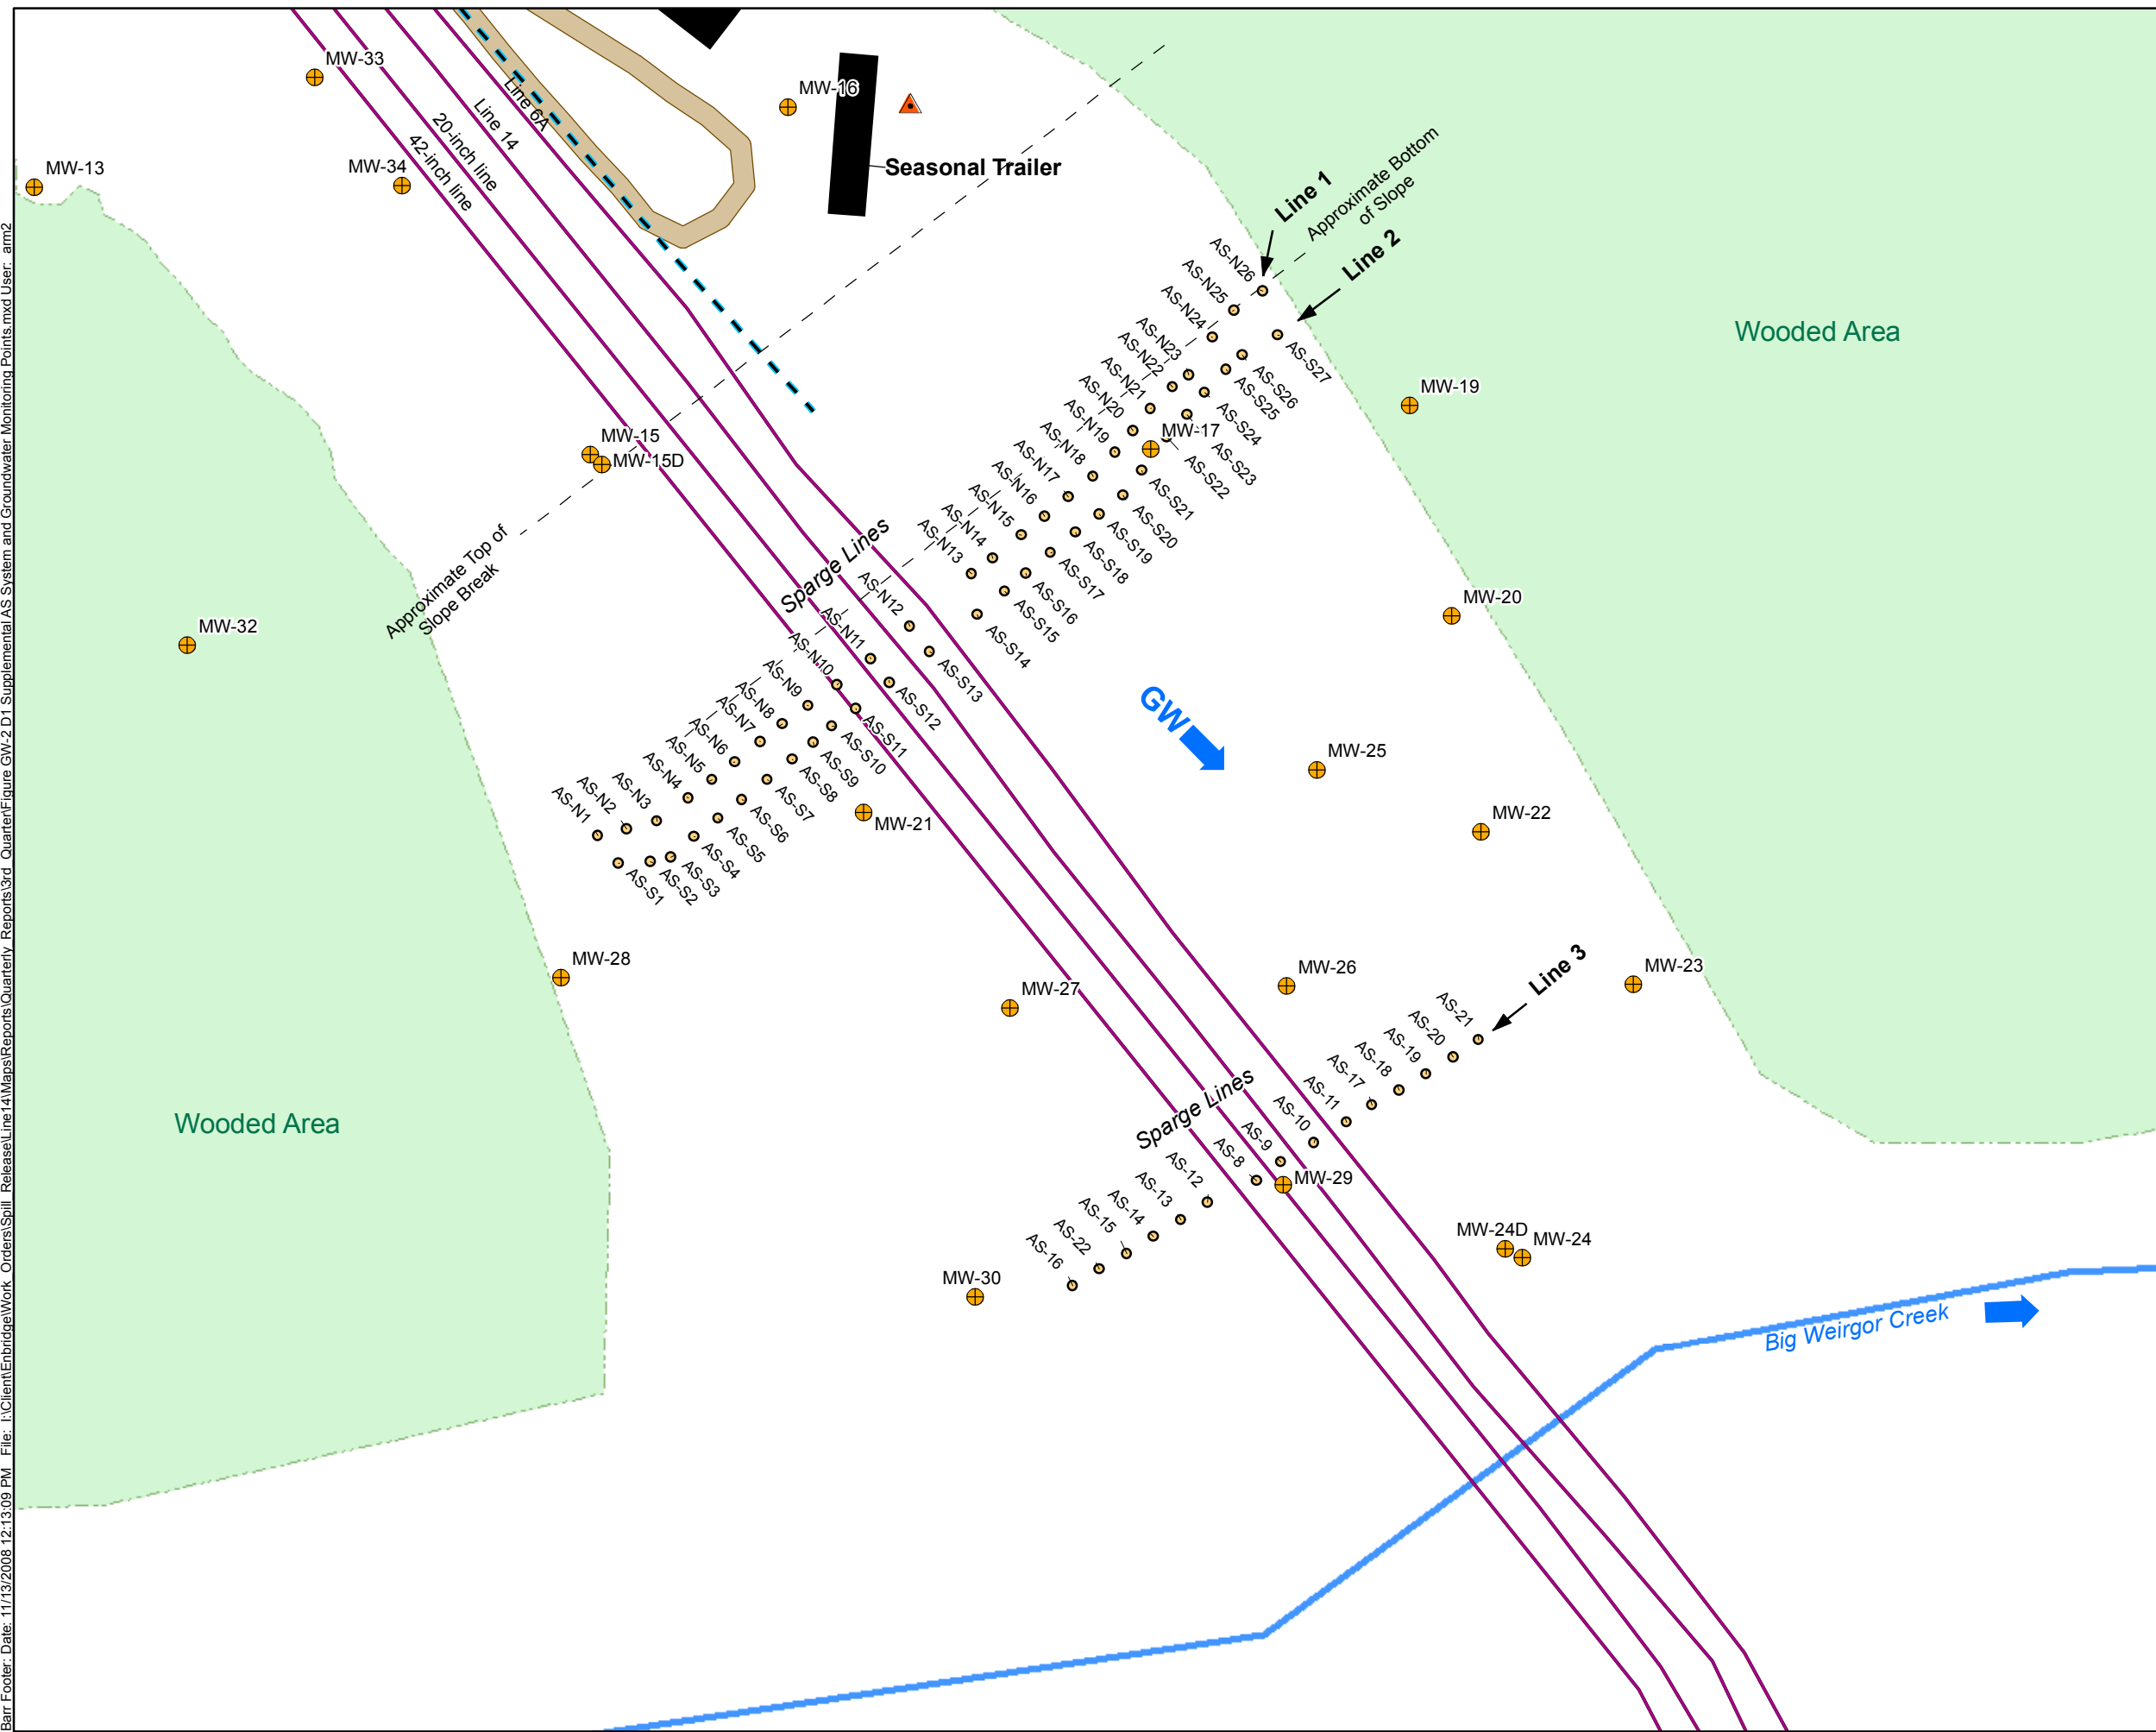 MW-33
MW-16
Line 6A
Line 14
20-inch line
42-inch line
MW-34
MW-13
Seasonal Trailer
Line 1
Approximate Bottom
of Slope
Line 2
Wooded Area
MW-19
MW-17
MW-15
MW-15D
Approximate Top of
Slope Break
MW-32
Sparge Lines
AS-N26
AS-N25
AS-N24
AS-N23
AS-N22
AS-N21
AS-N20
AS-N19
AS-N18
AS-N17
AS-N16
AS-N15
AS-N14
AS-N13
AS-N12
AS-N11
AS-N10
AS-N9
AS-N8
AS-N7
AS-N6
AS-N5
AS-N4
AS-N3
AS-N2
AS-N1
AS-S27
AS-S26
AS-S25
AS-S24
AS-S23
AS-S22
AS-S21
AS-S20
AS-S19
AS-S18
AS-S17
AS-S16
AS-S15
AS-S14
AS-S13
AS-S12
AS-S11
AS-S10
AS-S9
AS-S8
AS-S7
AS-S6
AS-S5
AS-S4
AS-S3
AS-S2
AS-S1
MW-20
GW
MW-25
MW-22
MW-21
MW-28
MW-27
MW-26
MW-23
Line 3
Wooded Area
Sparge Lines
AS-21
AS-20
AS-19
AS-18
AS-17
AS-11
AS-10
AS-9
AS-8
AS-12
AS-13
AS-14
AS-15
AS-22
AS-16
MW-29
MW-30
MW-24D
MW-24
Big Weirgor Creek
Barr Footer: Date: 11/13/2008 12:13:09 PM File: I:\Client\Enbridge\Work_Orders\Spill_Release\Line14\Maps\Reports\Quarterly_Reports\3rd_Quarter\Figure GW-2 D1 Supplemental AS System and Groundwater Monitoring Points.mxd User: arm2